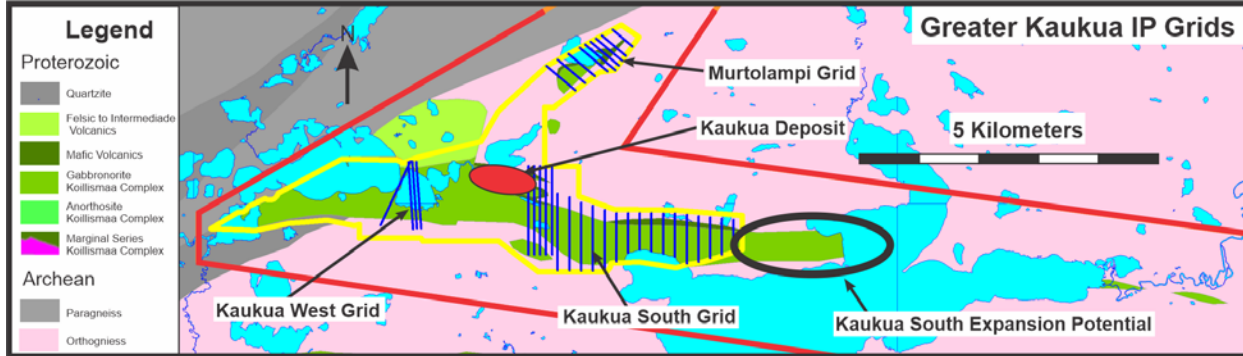 Legend
Proterozoic
Quartzite
Felsic to Intermediade
Volcanics
Mafic Volcanics
Gabbronorite
Koillismaa Complex
Anorthosite
Koillismaa Complex
Marginal Series
Koillismaa Complex
Archean
Paragneiss
Orthogniess
N
Greater Kaukua IP Grids
Murtolampi Grid
Kaukua Deposit
5 Kilometers
Kaukua West Grid
Kaukua South Grid
Kaukua South Expansion Potential